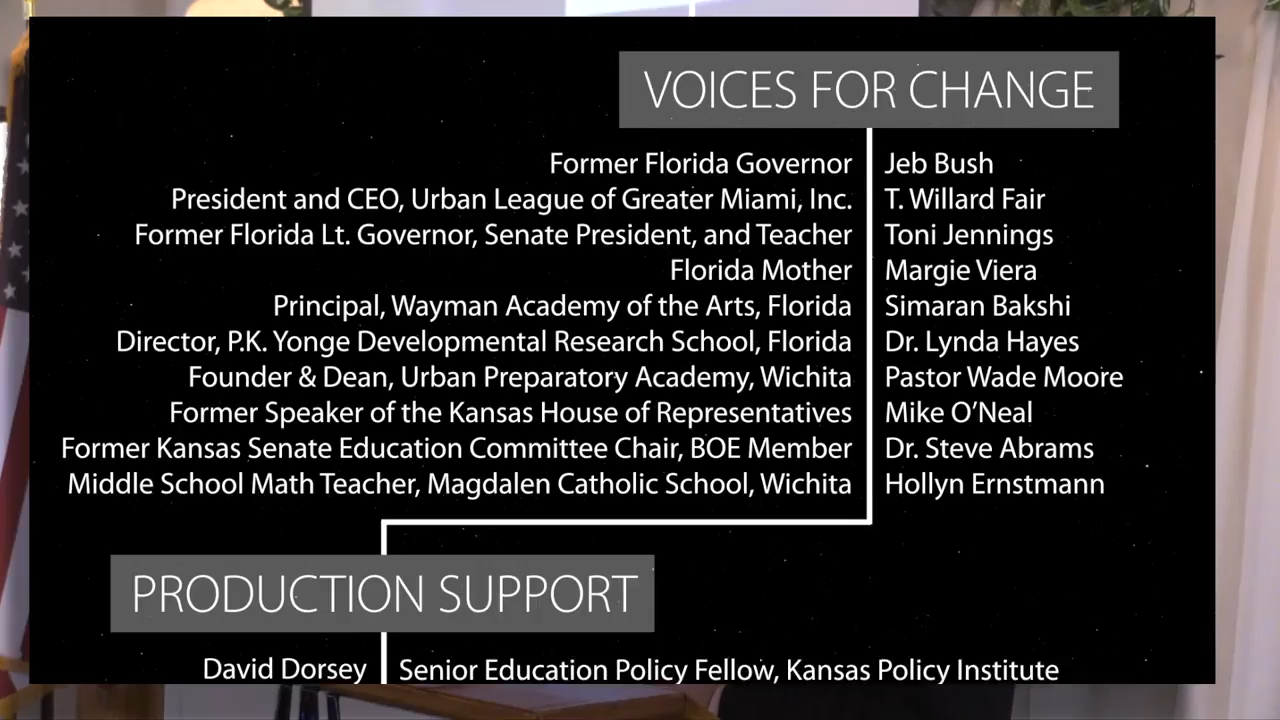 VOICES FOR CHANGE
Former Florida Governor Jeb Bush
President and CEO, Urban League of Greater Miami, Inc. T. Willard Fair
Former Florida Lt. Governor, Senate President, and Teacher Toni Jennings
Florida Mother Margie Viera
Principal, Wayman Academy of the Arts, Florida Simaran Bakshi
Director, P.K. Yonge Developmental Research School, Florida Dr. Lynda Hayes
Founder & Dean, Urban Preparatory Academy, Wichita Pastor Wade Moore
Former Speaker of the Kansas House of Representatives Mike O’Neal
Former Kansas Senate Education Committee Chair, BOE Member Dr. Steve Abrams
Middle School Math Teacher, Magdalen Catholic School, Wichita Hollyn Ernstmann
PRODUCTION SUPPORT
David Dorsey Senior Education Policy Fellow, Kansas Policy Institute